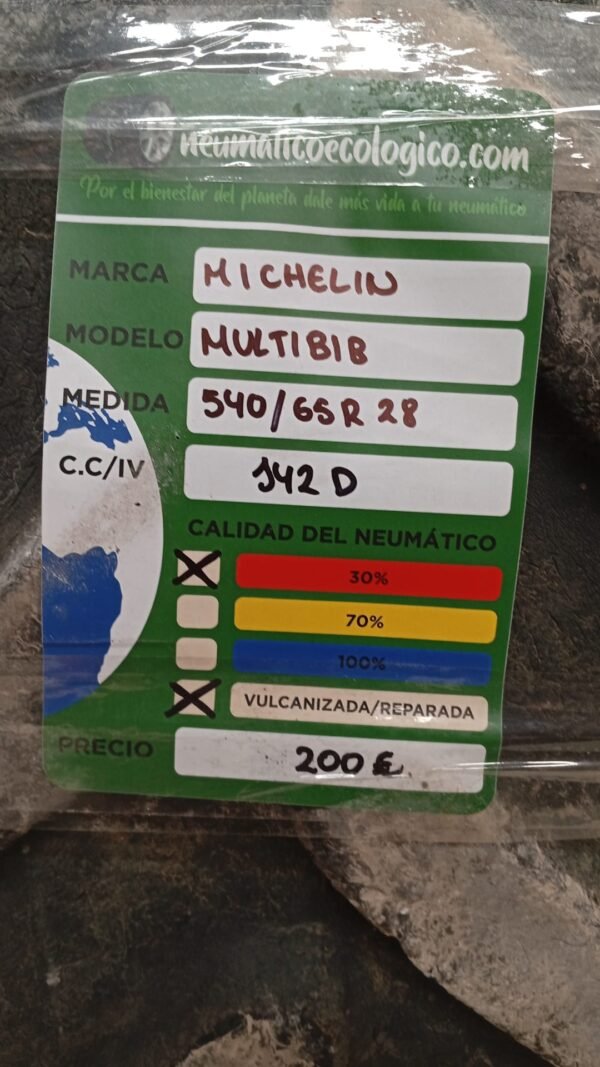 neumaticoecologico.com
Por el bienestar del planeta dale más vida a tu neumático
MARCA MICHELIN
MODELO MULTIBIB
MEDIDA 540/65R 28
C.C/IV 142 D
CALIDAD DEL NEUMÁTICO
30%
70%
100%
VULCANIZADA/REPARADA
PRECIO 200 €